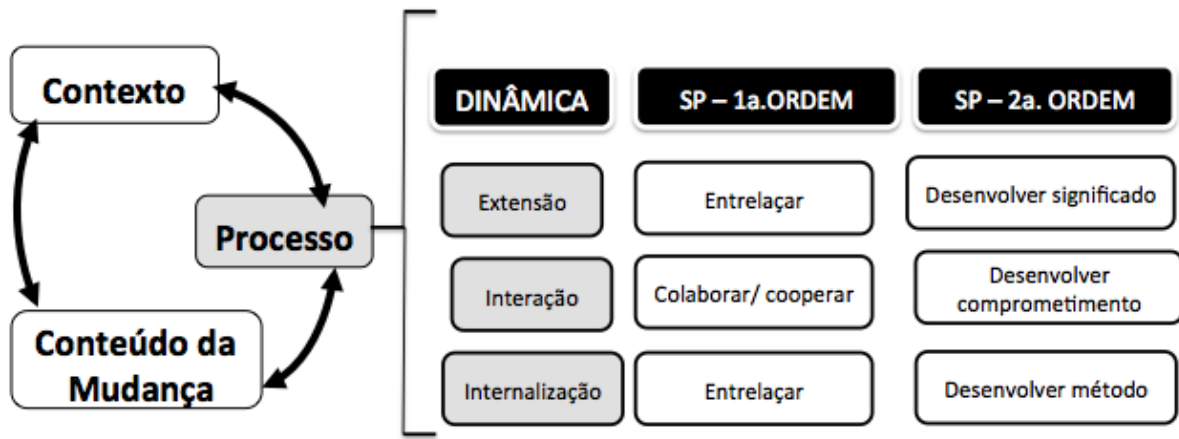 Contexto
Processo
Conteúdo da
Mudança
DINÂMICA
SP – 1a.ORDEM
SP – 2a. ORDEM
Extensão
Entrelaçar
Desenvolver significado
Interação
Colaborar/ cooperar
Desenvolver
comprometimento
Internalização
Entrelaçar
Desenvolver método